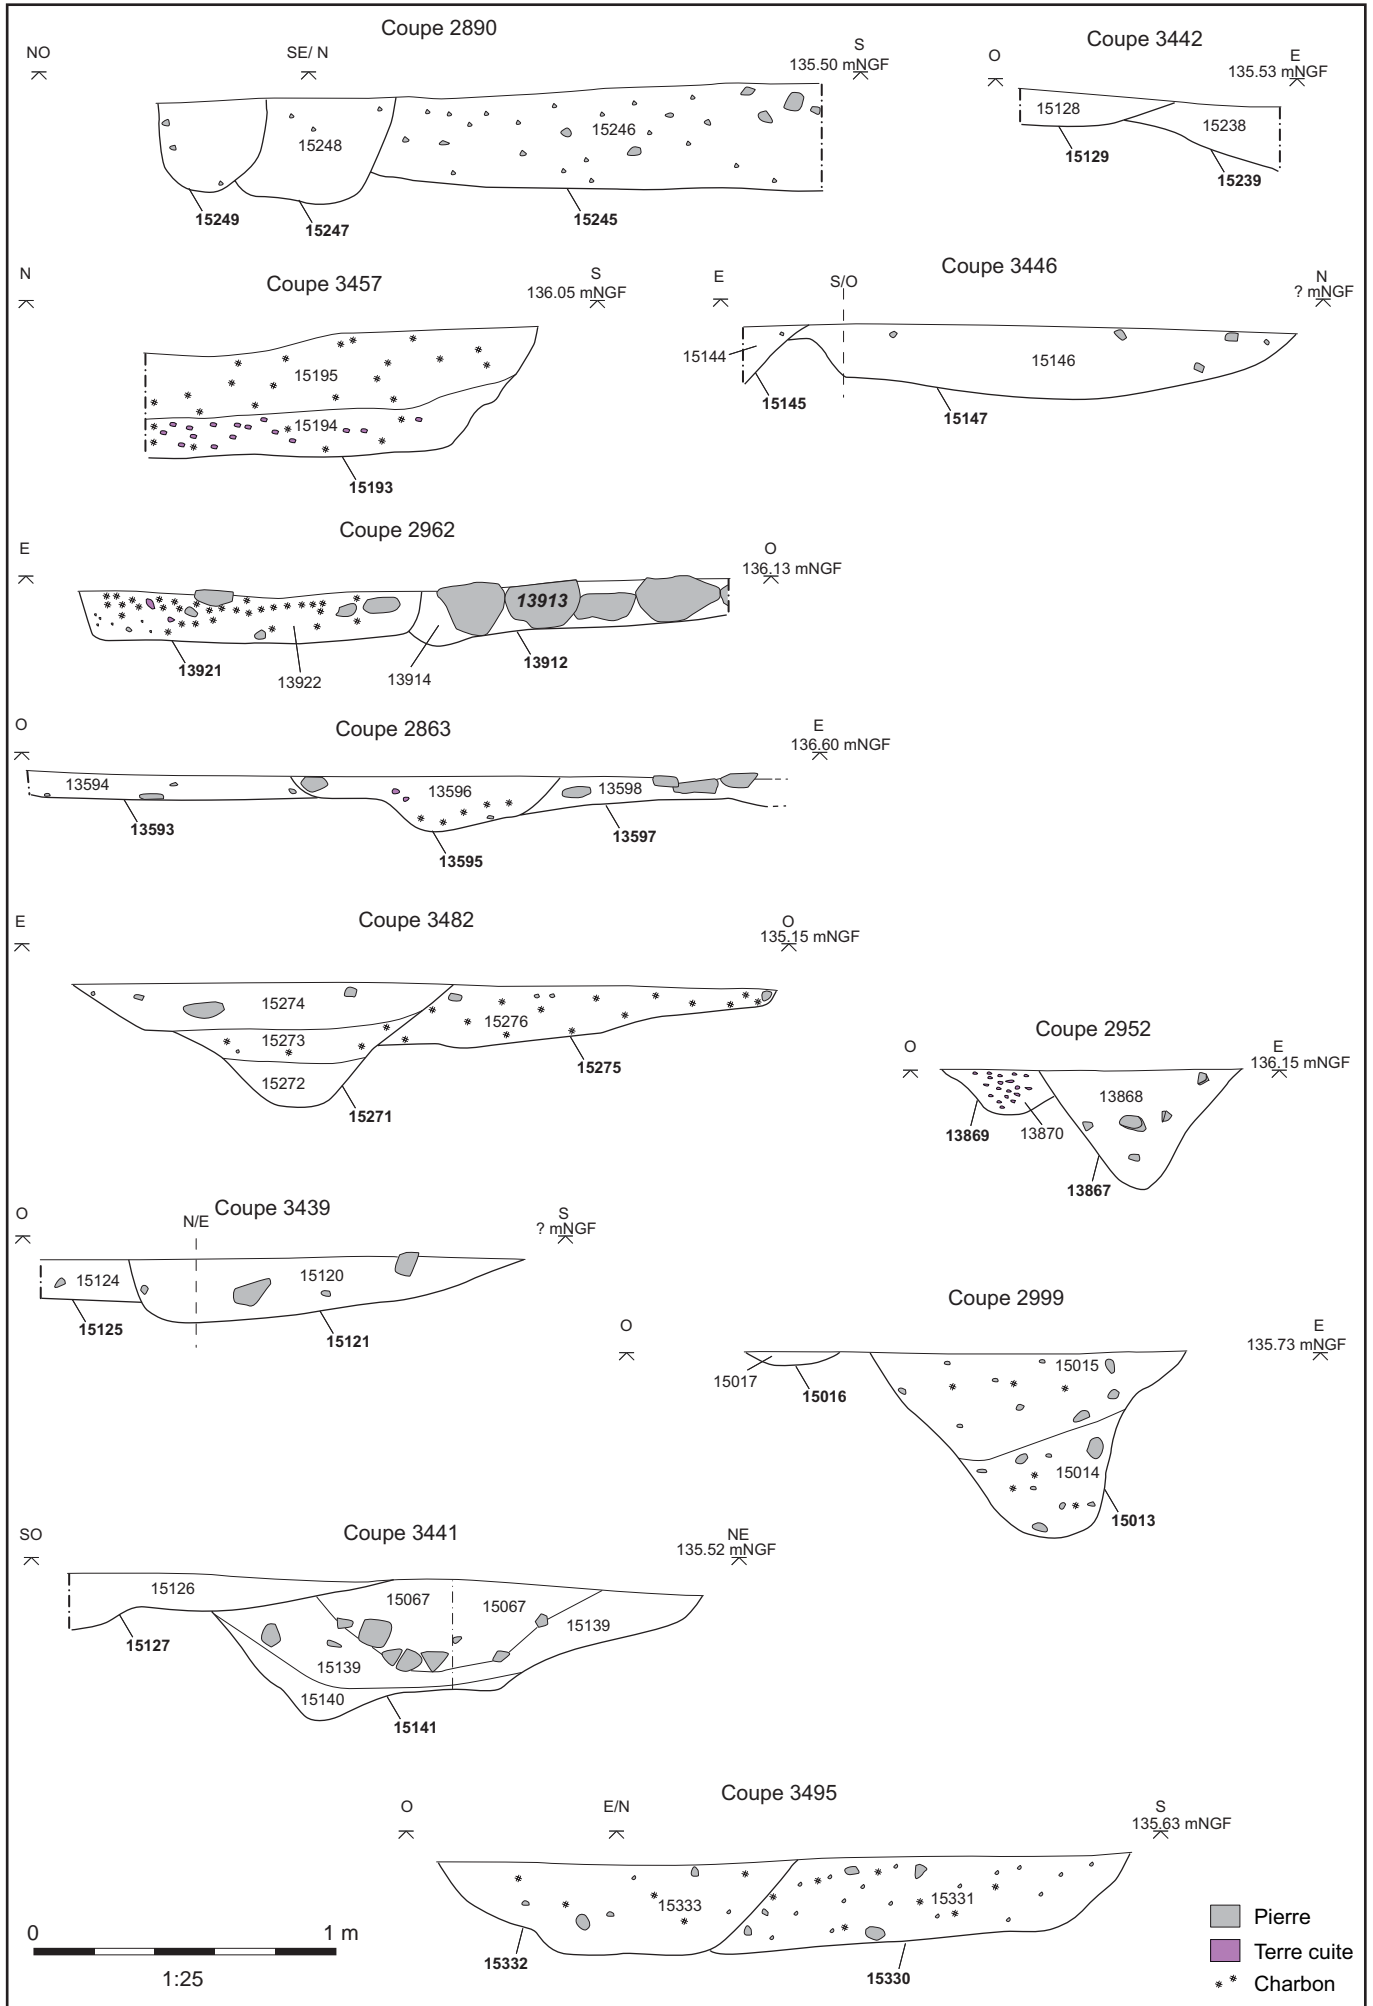 Coupe 2890
NO
SE/ N
S
135.50 mNGF
15248
15246
15249
15247
15245
Coupe 3442
O
E
135.53 mNGF
15128
15238
15129
15239
Coupe 3457
N
S
136.05 mNGF
15195
15194
15193
Coupe 3446
E
S/O
N
? mNGF
15144
15146
15145
15147
Coupe 2962
E
O
136.13 mNGF
13913
13921
13922
13914
13912
Coupe 2863
O
E
136.60 mNGF
13594
13596
13598
13593
13595
13597
Coupe 3482
E
O
135.15 mNGF
15274
15273
15276
15272
15275
15271
Coupe 2952
O
E
136.15 mNGF
13868
13869
13870
13867
Coupe 3439
O
N/E
S
? mNGF
15124
15120
15125
15121
Coupe 2999
O
E
135.73 mNGF
15015
15017
15016
15014
15013
Coupe 3441
SO
NE
135.52 mNGF
15126
15067
15067
15139
15127
15139
15140
15141
Coupe 3495
O
E/N
S
135.63 mNGF
15333
15331
15332
15330
0 1 m
1:25
Pierre
Terre cuite
Charbon